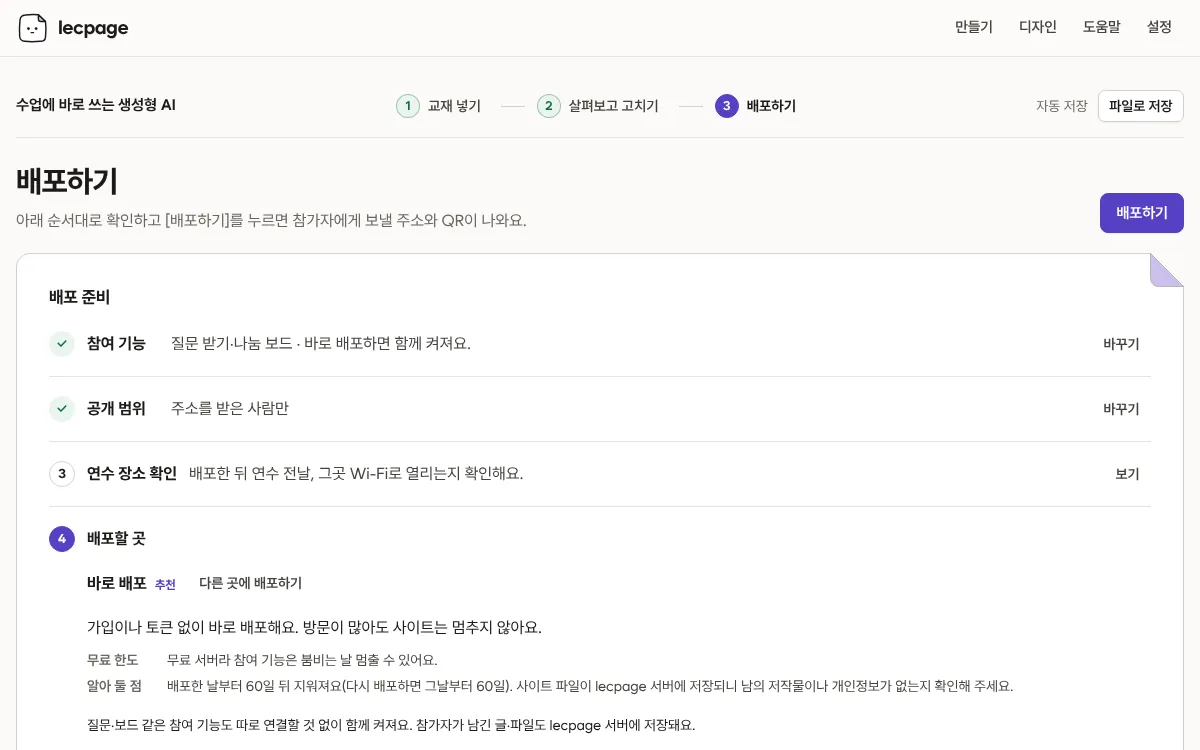 lecpage
만들기 디자인 도움말 설정
수업에 바로 쓰는 생성형 AI
1 교재 넣기 2 살펴보고 고치기 3 배포하기
자동 저장 파일로 저장
배포하기
아래 순서대로 확인하고 [배포하기]를 누르면 참가자에게 보낼 주소와 QR이 나와요.
배포하기
배포 준비
참여 기능 질문 받기·나눔 보드 · 바로 배포하면 함께 켜져요. 바꾸기
공개 범위 주소를 받은 사람만 바꾸기
3 연수 장소 확인 배포한 뒤 연수 전날, 그곳 Wi-Fi로 열리는지 확인해요. 보기
4 배포할 곳
바로 배포 추천 다른 곳에 배포하기
가입이나 토큰 없이 바로 배포해요. 방문이 많아도 사이트는 멈추지 않아요.
무료 한도 무료 서버라 참여 기능은 붐비는 날 멈출 수 있어요.
알아 둘 점 배포한 날부터 60일 뒤 지워져요(다시 배포하면 그날부터 60일). 사이트 파일이 lecpage 서버에 저장되니 남의 저작물이나 개인정보가 없는지 확인해 주세요.
질문·보드 같은 참여 기능도 따로 연결할 것 없이 함께 켜져요. 참가자가 남긴 글·파일도 lecpage 서버에 저장돼요.